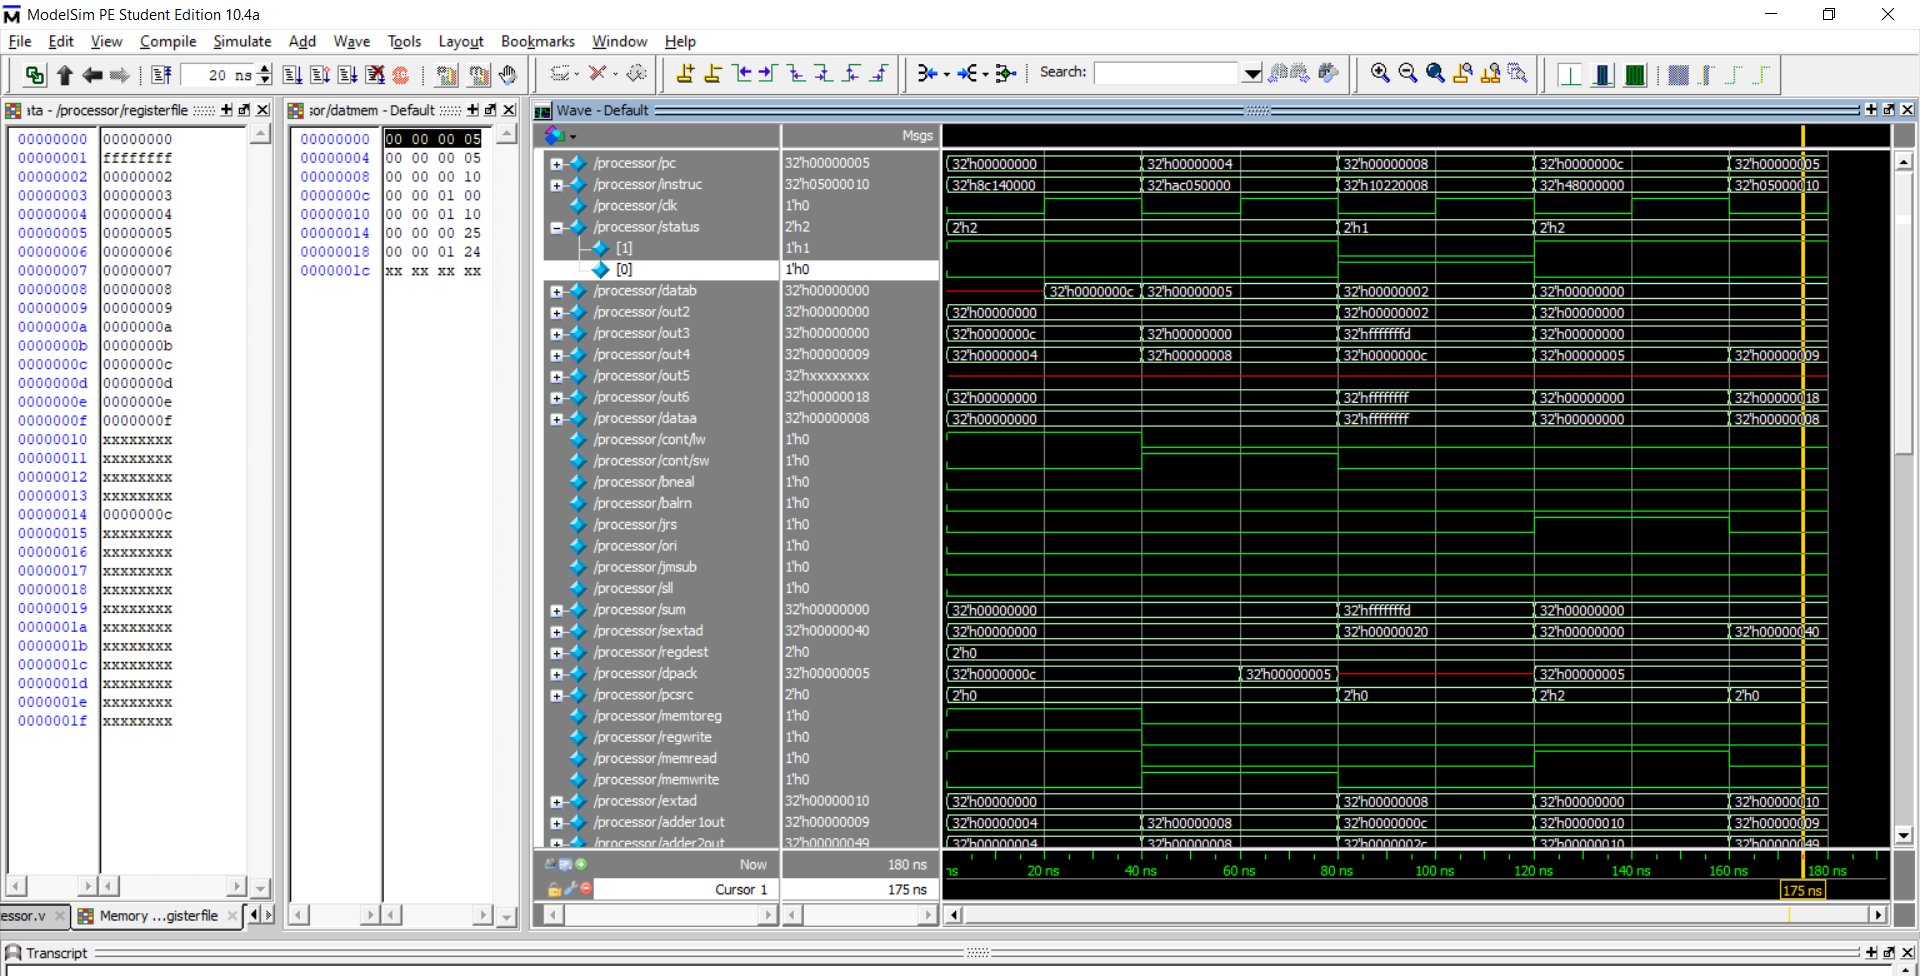 ModelSim PE Student Edition 10.4a
File Edit View Compile Simulate Add Wave Tools Layout Bookmarks Window Help
20 ns
Search:
ata - /processor/registerfile
00000000 00000000
00000001 ffffffff
00000002 00000002
00000003 00000003
00000004 00000004
00000005 00000005
00000006 00000006
00000007 00000007
00000008 00000008
00000009 00000009
0000000a 0000000a
0000000b 0000000b
0000000c 0000000c
0000000d 0000000d
0000000e 0000000e
0000000f 0000000f
00000010 xxxxxxxx
00000011 xxxxxxxx
00000012 xxxxxxxx
00000013 xxxxxxxx
00000014 0000000c
00000015 xxxxxxxx
00000016 xxxxxxxx
00000017 xxxxxxxx
00000018 xxxxxxxx
00000019 xxxxxxxx
0000001a xxxxxxxx
0000001b xxxxxxxx
0000001c xxxxxxxx
0000001d xxxxxxxx
0000001e xxxxxxxx
0000001f xxxxxxxx
essor.v
Memory ...gisterfile
sor/datmem - Default
00000000 00 00 00 05
00000004 00 00 00 05
00000008 00 00 00 10
0000000c 00 00 01 00
00000010 00 00 01 10
00000014 00 00 00 25
00000018 00 00 01 24
0000001c xx xx xx xx
Wave - Default
Msgs
/processor/pc 32'h00000005 32'h00000000 32'h00000004 32'h00000008 32'h0000000c 32'h00000005
/processor/instruc 32'h05000010 32'h8c140000 32'hac050000 32'h10220008 32'h48000000 32'h05000010
/processor/clk 1'h0
/processor/status 2'h2 2'h2 2'h1 2'h2
[1] 1'h1
[0] 1'h0
/processor/datab 32'h00000000 32'h0000000c 32'h00000005 32'h00000002 32'h00000000
/processor/out2 32'h00000000 32'h00000000 32'h00000002 32'h00000000
/processor/out3 32'h00000000 32'h0000000c 32'h00000000 32'hfffffffd 32'h00000000
/processor/out4 32'h00000009 32'h00000004 32'h00000008 32'h0000000c 32'h00000005 32'h00000009
/processor/out5 32'hxxxxxxxx
/processor/out6 32'h00000018 32'h00000000 32'hffffffff 32'h00000000 32'h00000018
/processor/dataa 32'h00000008 32'h00000000 32'hffffffff 32'h00000000 32'h00000008
/processor/cont/lw 1'h0
/processor/cont/sw 1'h0
/processor/bneal 1'h0
/processor/balrn 1'h0
/processor/jrs 1'h0
/processor/ori 1'h0
/processor/jmsub 1'h0
/processor/sll 1'h0
/processor/sum 32'h00000000 32'h00000000 32'hfffffffd 32'h00000000
/processor/sextad 32'h00000040 32'h00000000 32'h00000020 32'h00000000 32'h00000040
/processor/regdest 2'h0 2'h0
/processor/dpack 32'h00000005 32'h0000000c 32'h00000005 32'h00000005
/processor/pcsrc 2'h0 2'h0 2'h0 2'h2 2'h0
/processor/memtoreg 1'h0
/processor/regwrite 1'h0
/processor/memread 1'h0
/processor/memwrite 1'h0
/processor/extad 32'h00000010 32'h00000000 32'h00000008 32'h00000000 32'h00000010
/processor/adder1out 32'h00000009 32'h00000004 32'h00000008 32'h0000000c 32'h00000010 32'h00000009
/processor/adder2out 32'h00000049 32'h00000004 32'h00000008 32'h0000002c 32'h00000010 32'h00000049
Now 180 ns
ns 20 ns 40 ns 60 ns 80 ns 100 ns 120 ns 140 ns 160 ns 180 ns
Cursor 1 175 ns
175 ns
Transcript